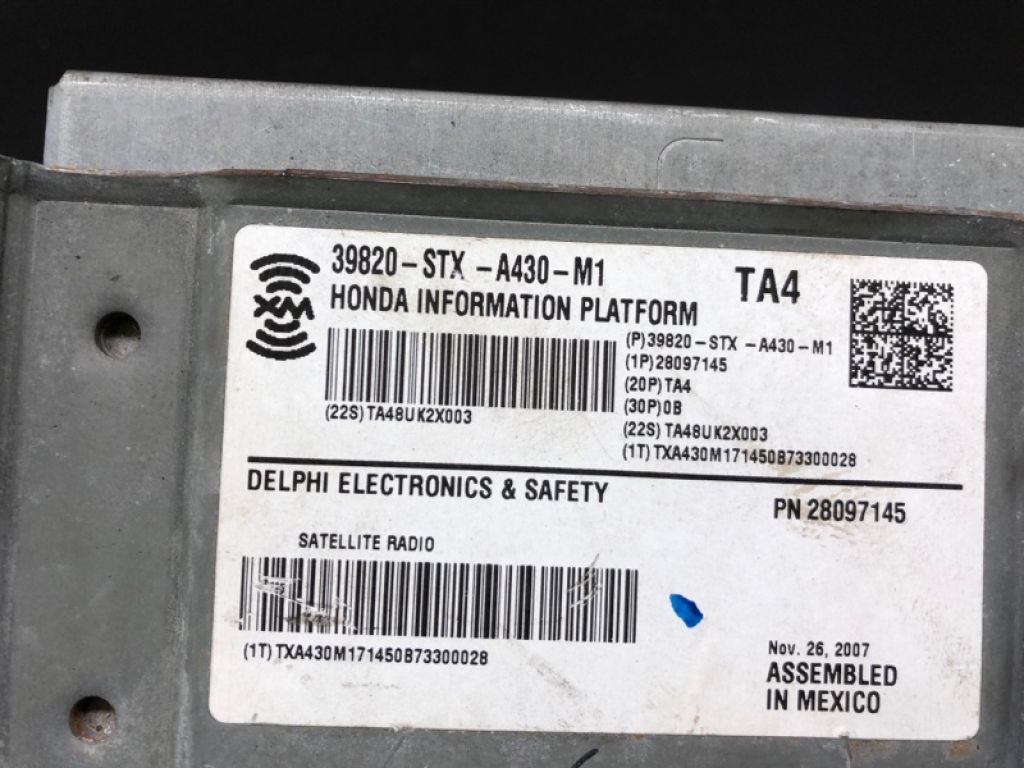 39820-STX -A430-M1
HONDA INFORMATION PLATFORM
TA4
XM
(P)39820-STX -A430-M1
(1P)28097145
(20P)TA4
(30P)0B
(22S)TA48UK2X003
(22S)TA48UK2X003
(1T)TXA430M171450B73300028
DELPHI ELECTRONICS & SAFETY
PN 28097145
SATELLITE RADIO
(1T)TXA430M171450B73300028
Nov. 26, 2007
ASSEMBLED
IN MEXICO